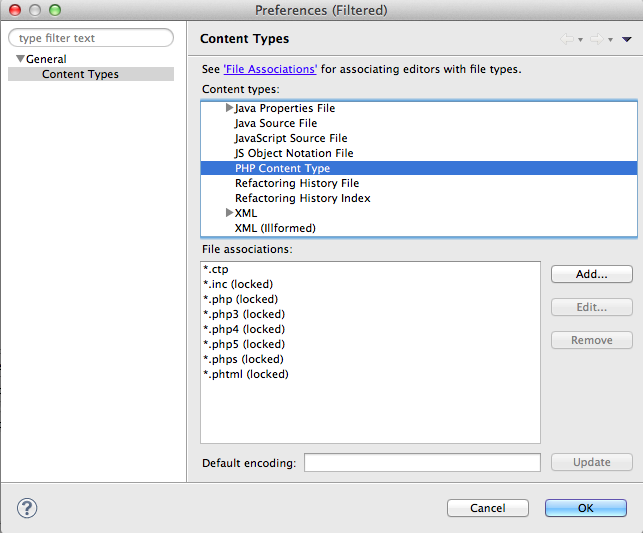 Preferences (Filtered)
type filter text
General
Content Types
Content Types
See 'File Associations' for associating editors with file types.
Content types:
Java Properties File
Java Source File
JavaScript Source File
JS Object Notation File
PHP Content Type
Refactoring History File
Refactoring History Index
XML
XML (Illformed)
File associations:
*.ctp
*.inc (locked)
*.php (locked)
*.php3 (locked)
*.php4 (locked)
*.php5 (locked)
*.phps (locked)
*.phtml (locked)
Add...
Edit...
Remove
Default encoding:
Update
?
Cancel
OK